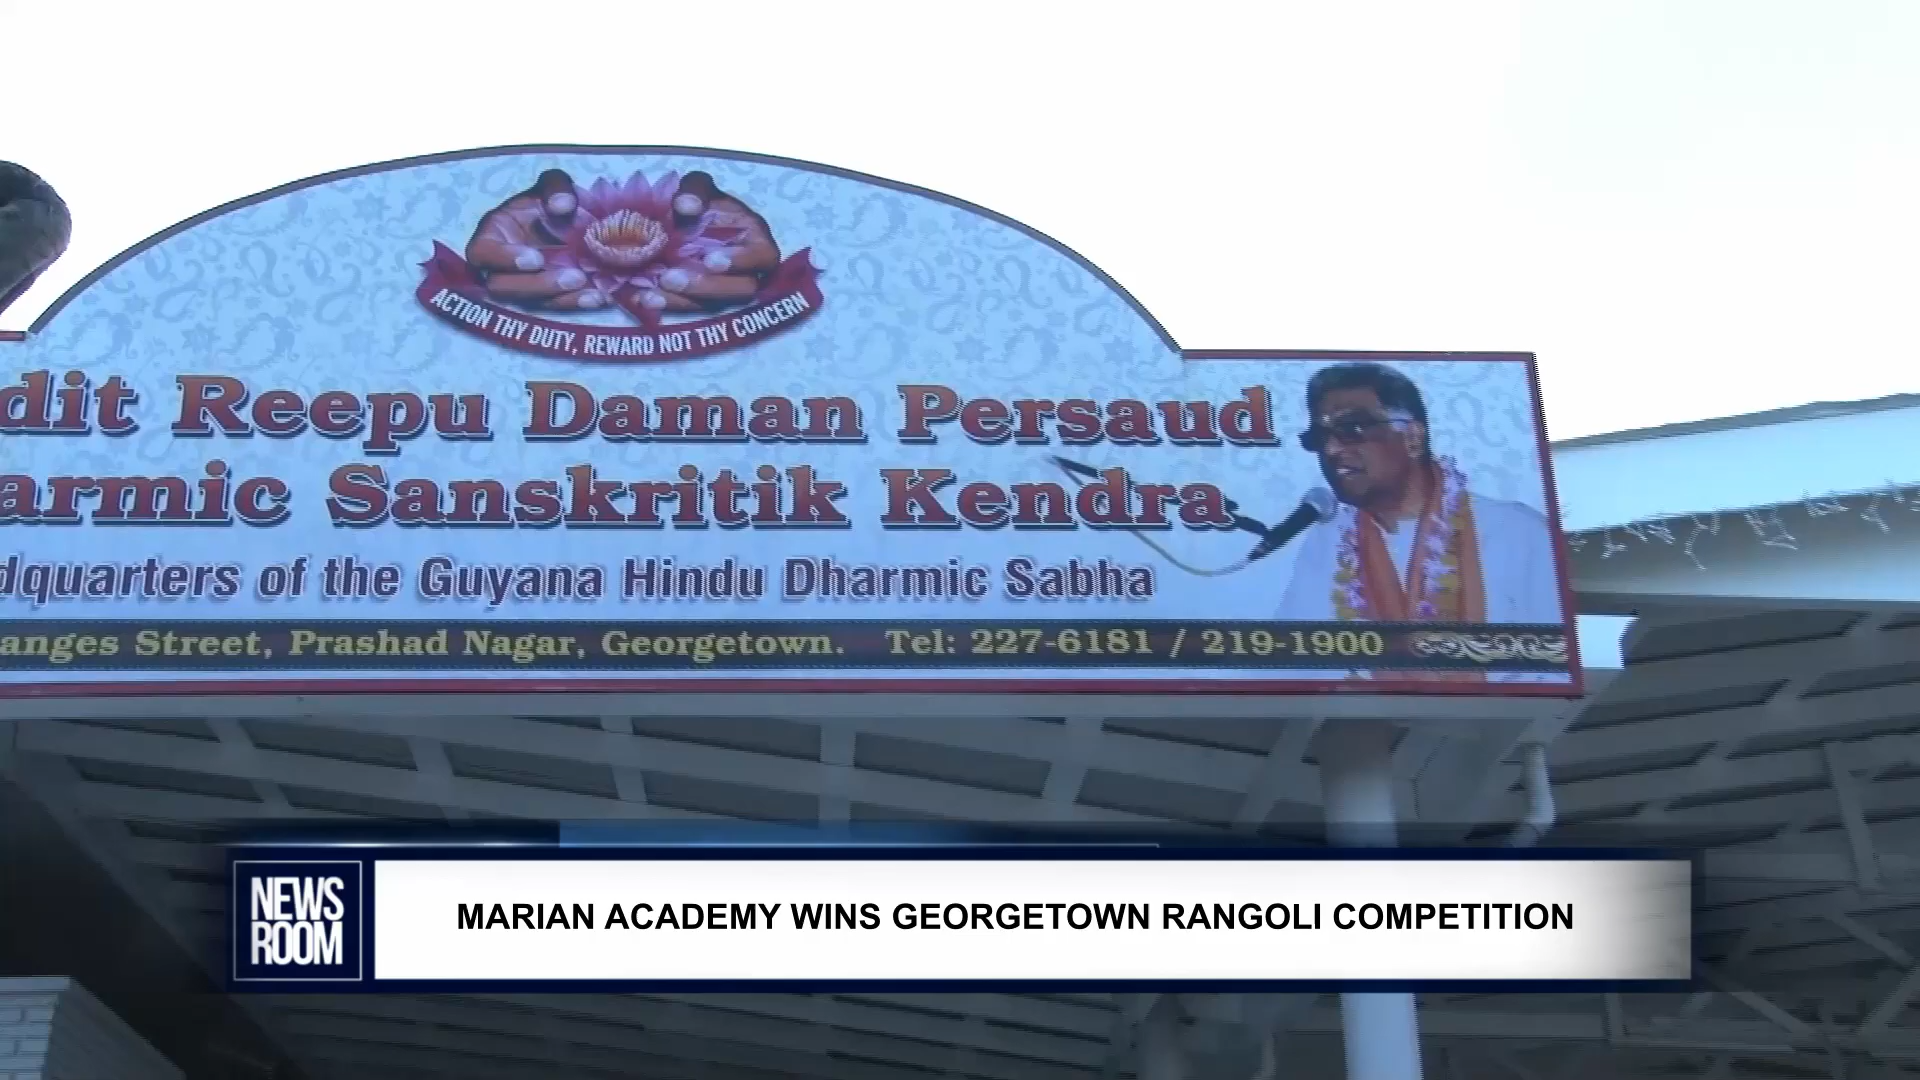 ACTION THY DUTY, REWARD NOT THY CONCERN
dit Reepu Daman Persaud
armic Sanskritik Kendra
dquarters of the Guyana Hindu Dharmic Sabha
anges Street, Prashad Nagar, Georgetown. Tel: 227-6181 / 219-1900
NEWS
ROOM
MARIAN ACADEMY WINS GEORGETOWN RANGOLI COMPETITION